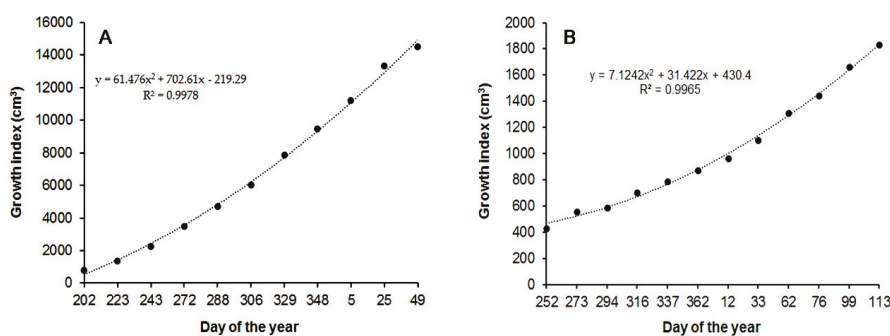 A
y = 61.476x² + 702.61x - 219.29
R² = 0.9978
Growth Index (cm³)
16000
14000
12000
10000
8000
6000
4000
2000
0
202 223 243 272 288 306 329 348 5 25 49
Day of the year
B
y = 7.1242x² + 31.422x + 430.4
R² = 0.9965
Growth Index (cm³)
2000
1800
1600
1400
1200
1000
800
600
400
200
0
252 273 294 316 337 362 12 33 62 76 99 113
Day of the year